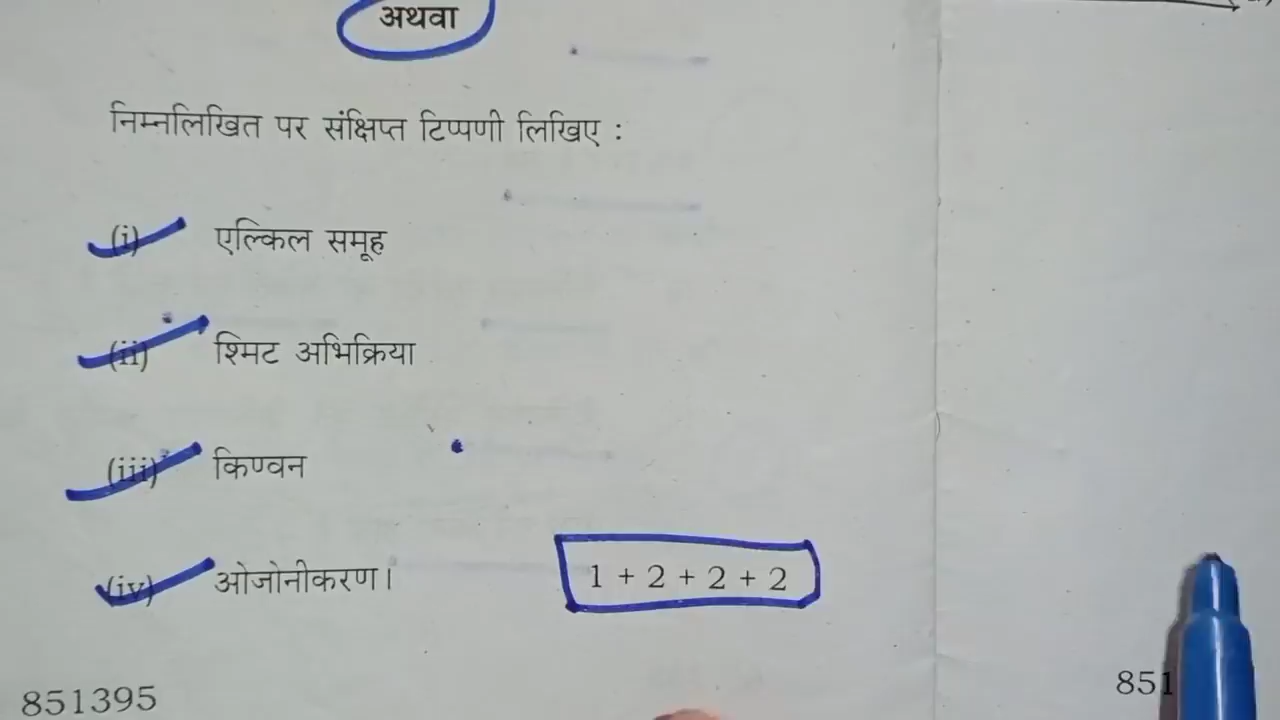 अथवा
निम्नलिखित पर संक्षिप्त टिप्पणी लिखिए :
(i) एल्किल समूह
(ii) श्मिट अभिक्रिया
(iii) किण्वन
(iv) ओजोनीकरण। 1 + 2 + 2 + 2
851395
851